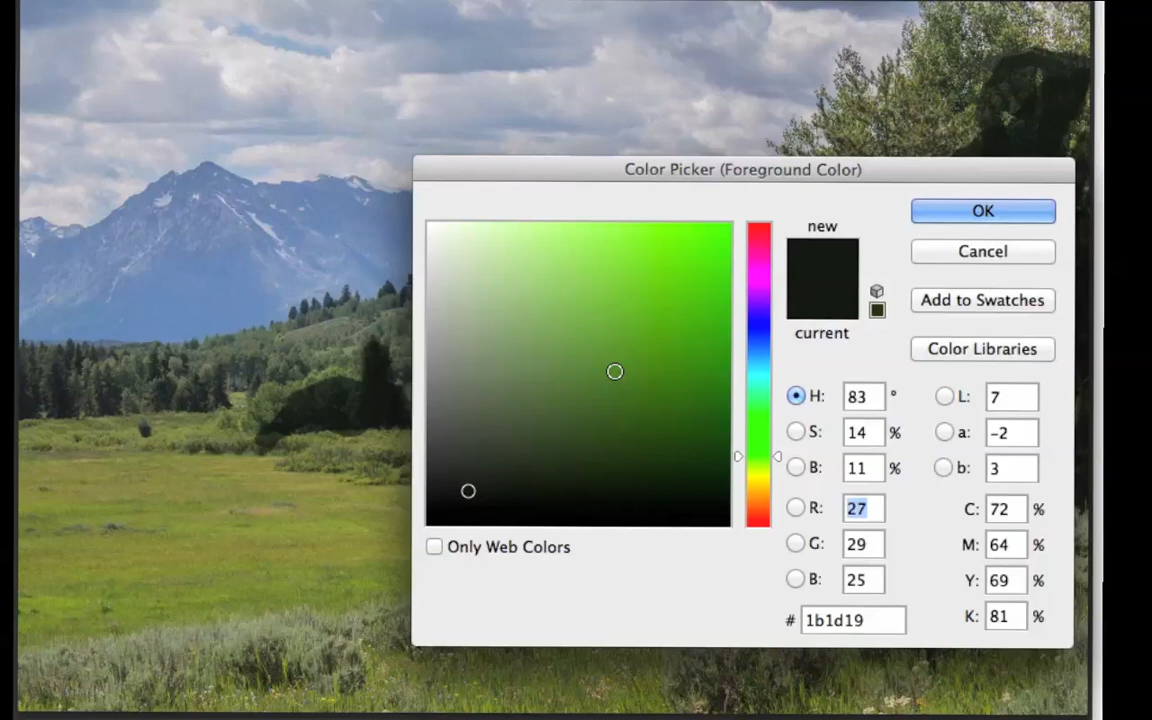 Color Picker (Foreground Color)
new
OK
Cancel
Add to Swatches
current
Color Libraries
H: 83 °
L: 7
S: 14 %
a: -2
B: 11 %
b: 3
R: 27
C: 72 %
G: 29
M: 64 %
Only Web Colors
B: 25
Y: 69 %
# 1b1d19
K: 81 %